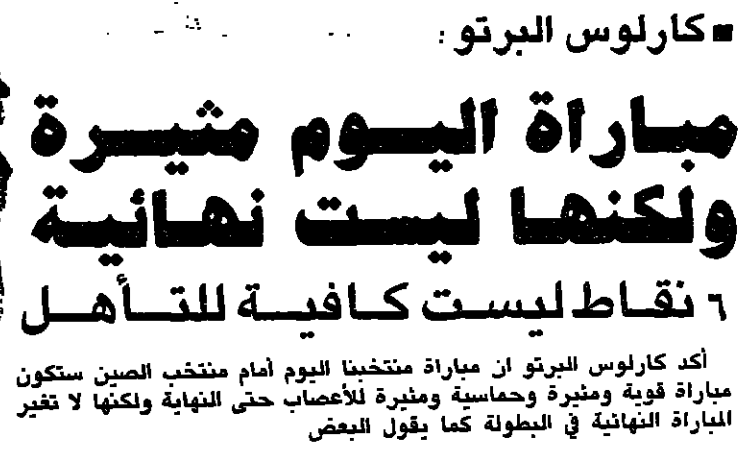 ■ كارلوس البرتو :
مباراة اليوم مثيرة
ولكنها ليست نهائية
٦ نقاط ليست كافية للتأهل
أكد كارلوس البرتو ان مباراة منتخبنا اليوم أمام منتخب الصين ستكون
مباراة قوية ومثيرة وحماسية ومثيرة للأعصاب حتى النهاية ولكنها لا تغير
المباراة النهائية في البطولة كما يقول البعض